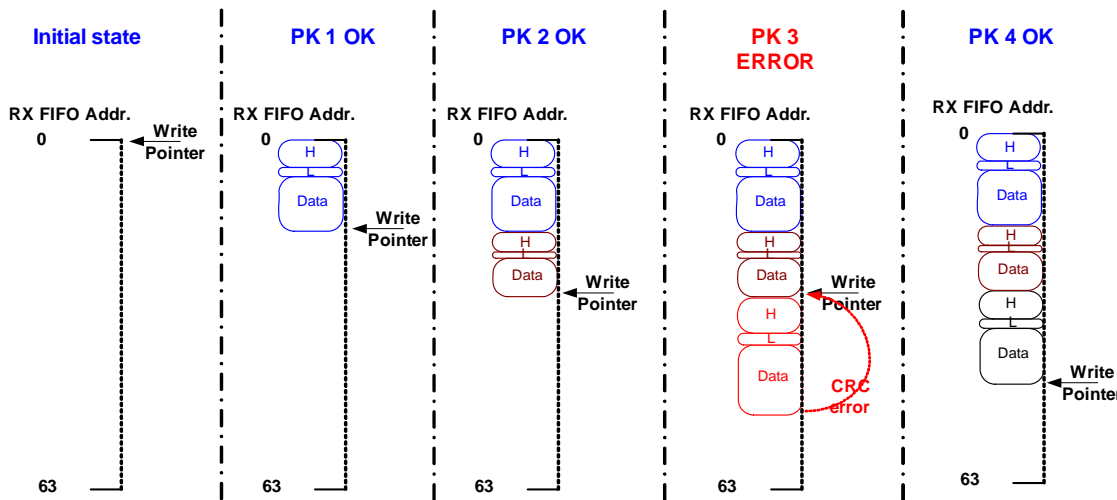 Initial state
RX FIFO Addr.
0
Write
Pointer
63
PK 1 OK
RX FIFO Addr.
0
H
L
Data
Write
Pointer
63
PK 2 OK
RX FIFO Addr.
0
H
L
Data
H
L
Data
Write
Pointer
63
PK 3
ERROR
RX FIFO Addr.
0
H
L
Data
H
L
Data
Write
Pointer
H
L
Data
CRC
error
63
PK 4 OK
RX FIFO Addr.
0
H
L
Data
H
L
Data
H
L
Data
Write
Pointer
63